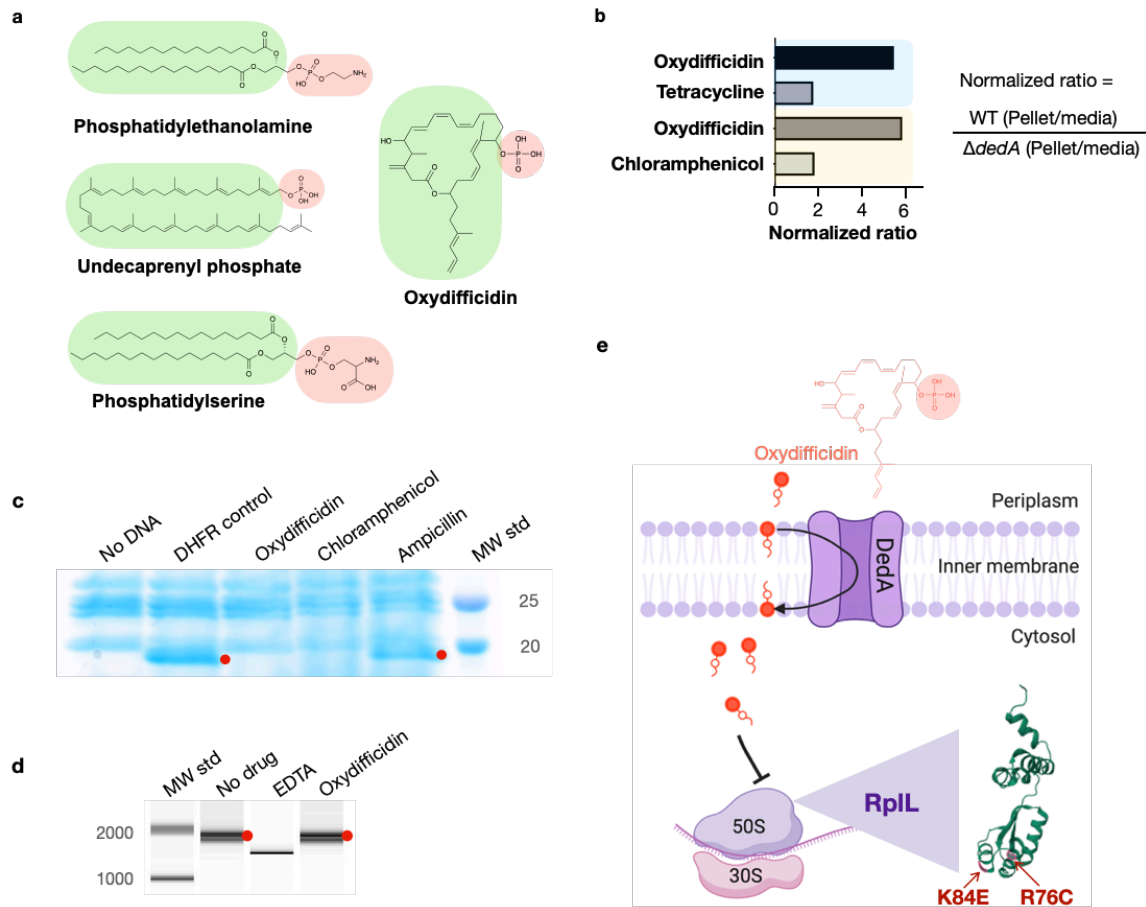 a
Phosphatidylethanolamine
Undecaprenyl phosphate
Phosphatidylserine
Oxydifficidin
b
Oxydifficidin
Tetracycline
Oxydifficidin
Chloramphenicol
0 2 4 6
Normalized ratio
Normalized ratio =
WT (Pellet/media)
ΔdedA (Pellet/media)
c
No DNA
DHFR control
Oxydifficidin
Chloramphenicol
Ampicillin
MW std
25
20
d
MW std
No drug
EDTA
Oxydifficidin
2000
1000
e
Oxydifficidin
Periplasm
DedA
Inner membrane
Cytosol
RplL
50S
30S
K84E
R76C